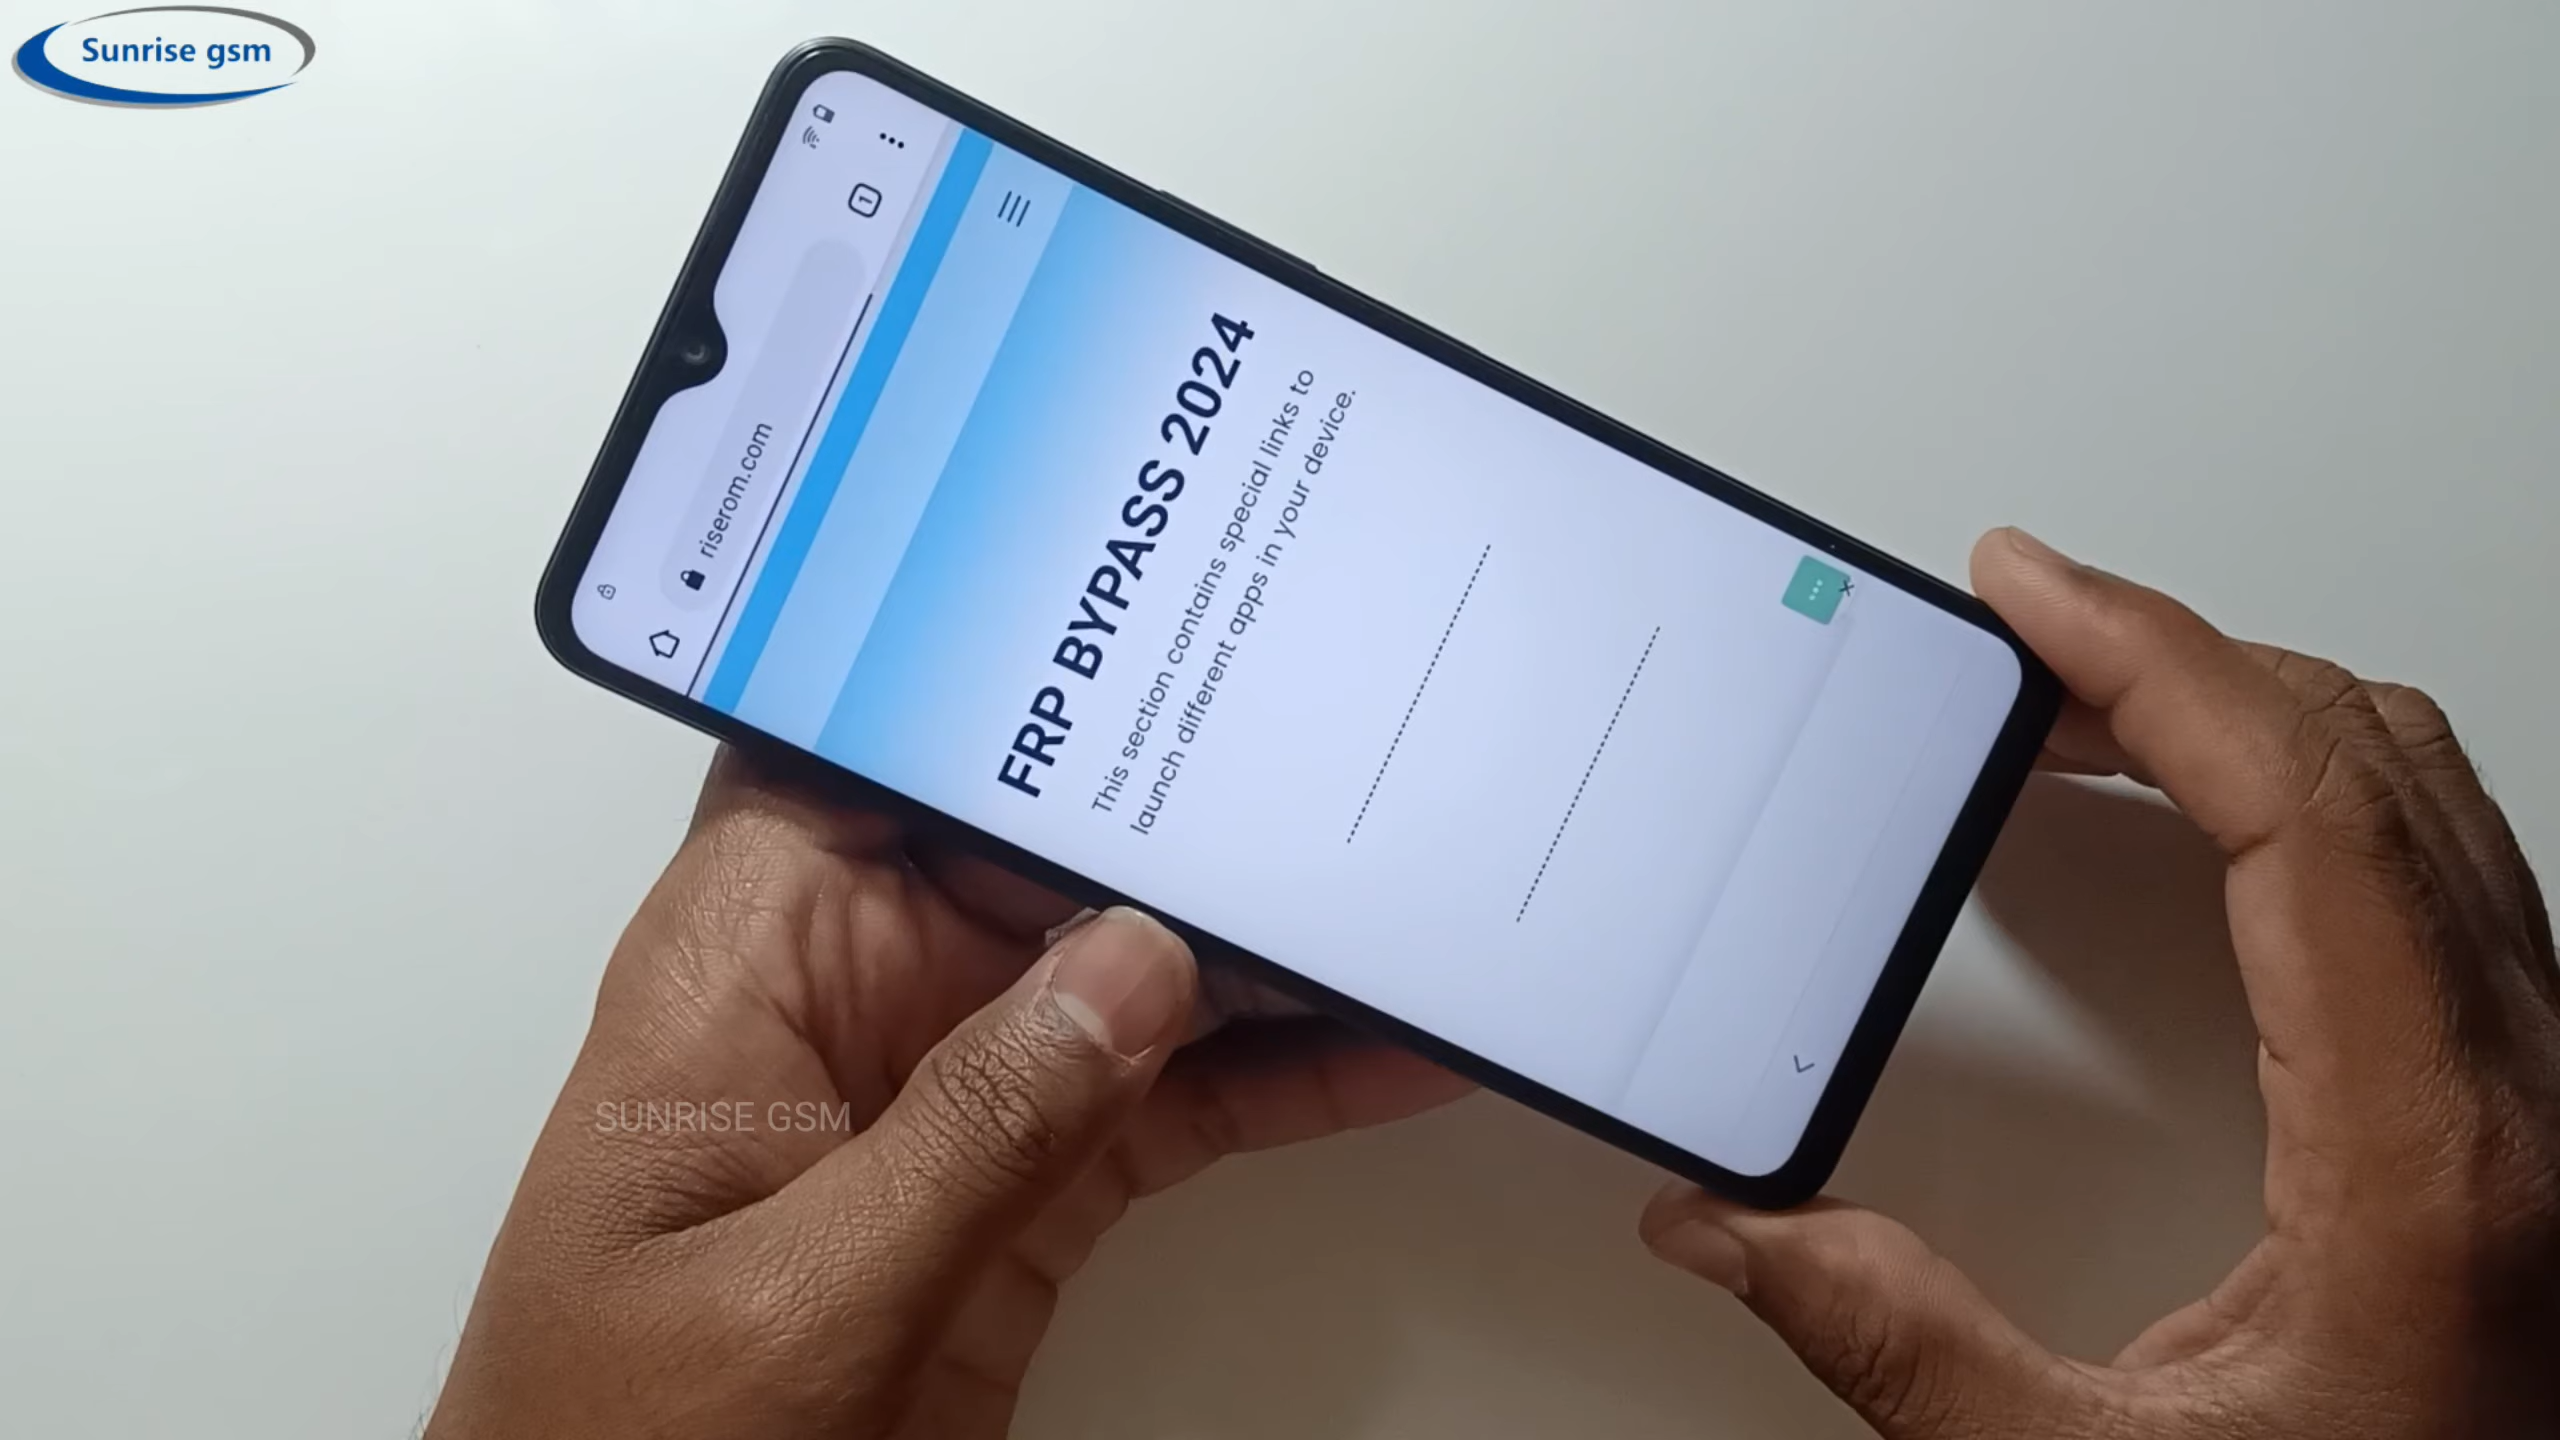 Sunrise gsm
1
riserom.com
FRP BYPASS 2024
This section contains special links to
launch different apps in your device.
SUNRISE GSM